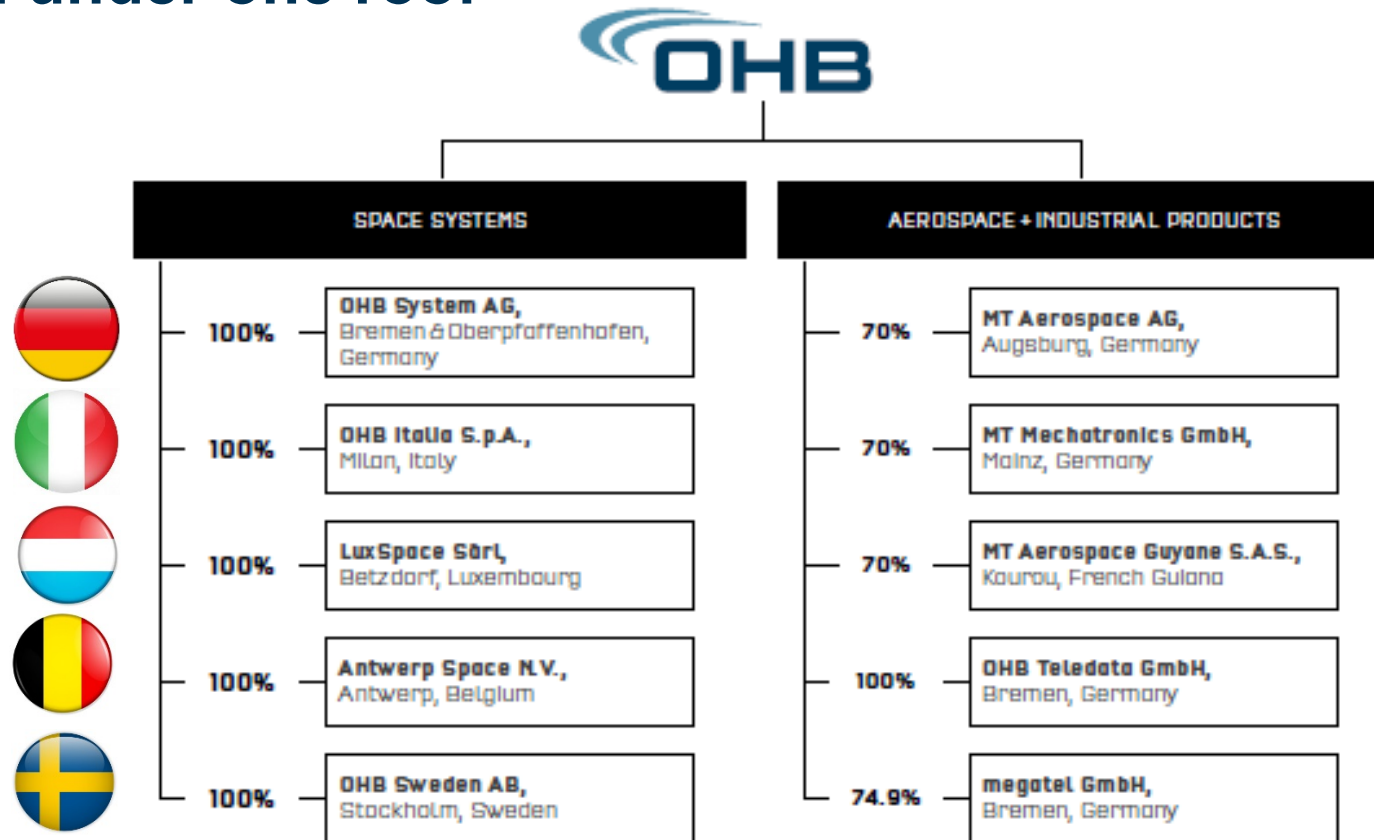 under one roof
OHB
SPACE SYSTEMS
100%
OHB System AG,
Bremen & Oberpfaffenhofen,
Germany
100%
OHB Italia S.p.A.,
Milan, Italy
100%
LuxSpace Sàrl,
Betzdorf, Luxembourg
100%
Antwerp Space N.V.,
Antwerp, Belgium
100%
OHB Sweden AB,
Stockholm, Sweden
AEROSPACE + INDUSTRIAL PRODUCTS
70%
MT Aerospace AG,
Augsburg, Germany
70%
MT Mechatronics GmbH,
Mainz, Germany
70%
MT Aerospace Guyane S.A.S.,
Kourou, French Guiana
100%
OHB Teledata GmbH,
Bremen, Germany
74.9%
megatel GmbH,
Bremen, Germany